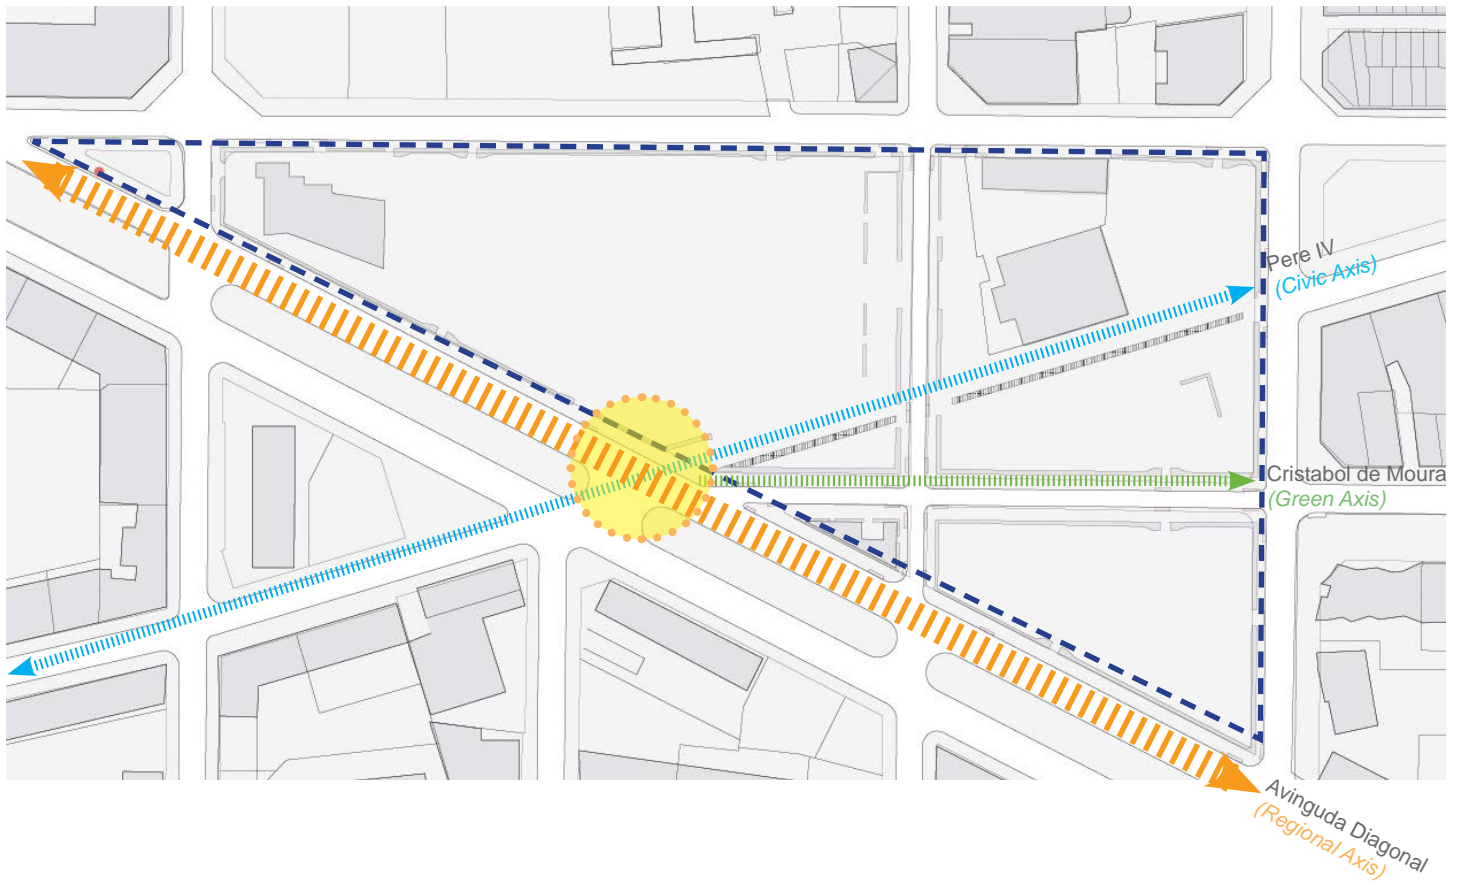 Pere IV
(Civic Axis)
Cristabol de Moura
(Green Axis)
Avinguda Diagonal
(Regional Axis)